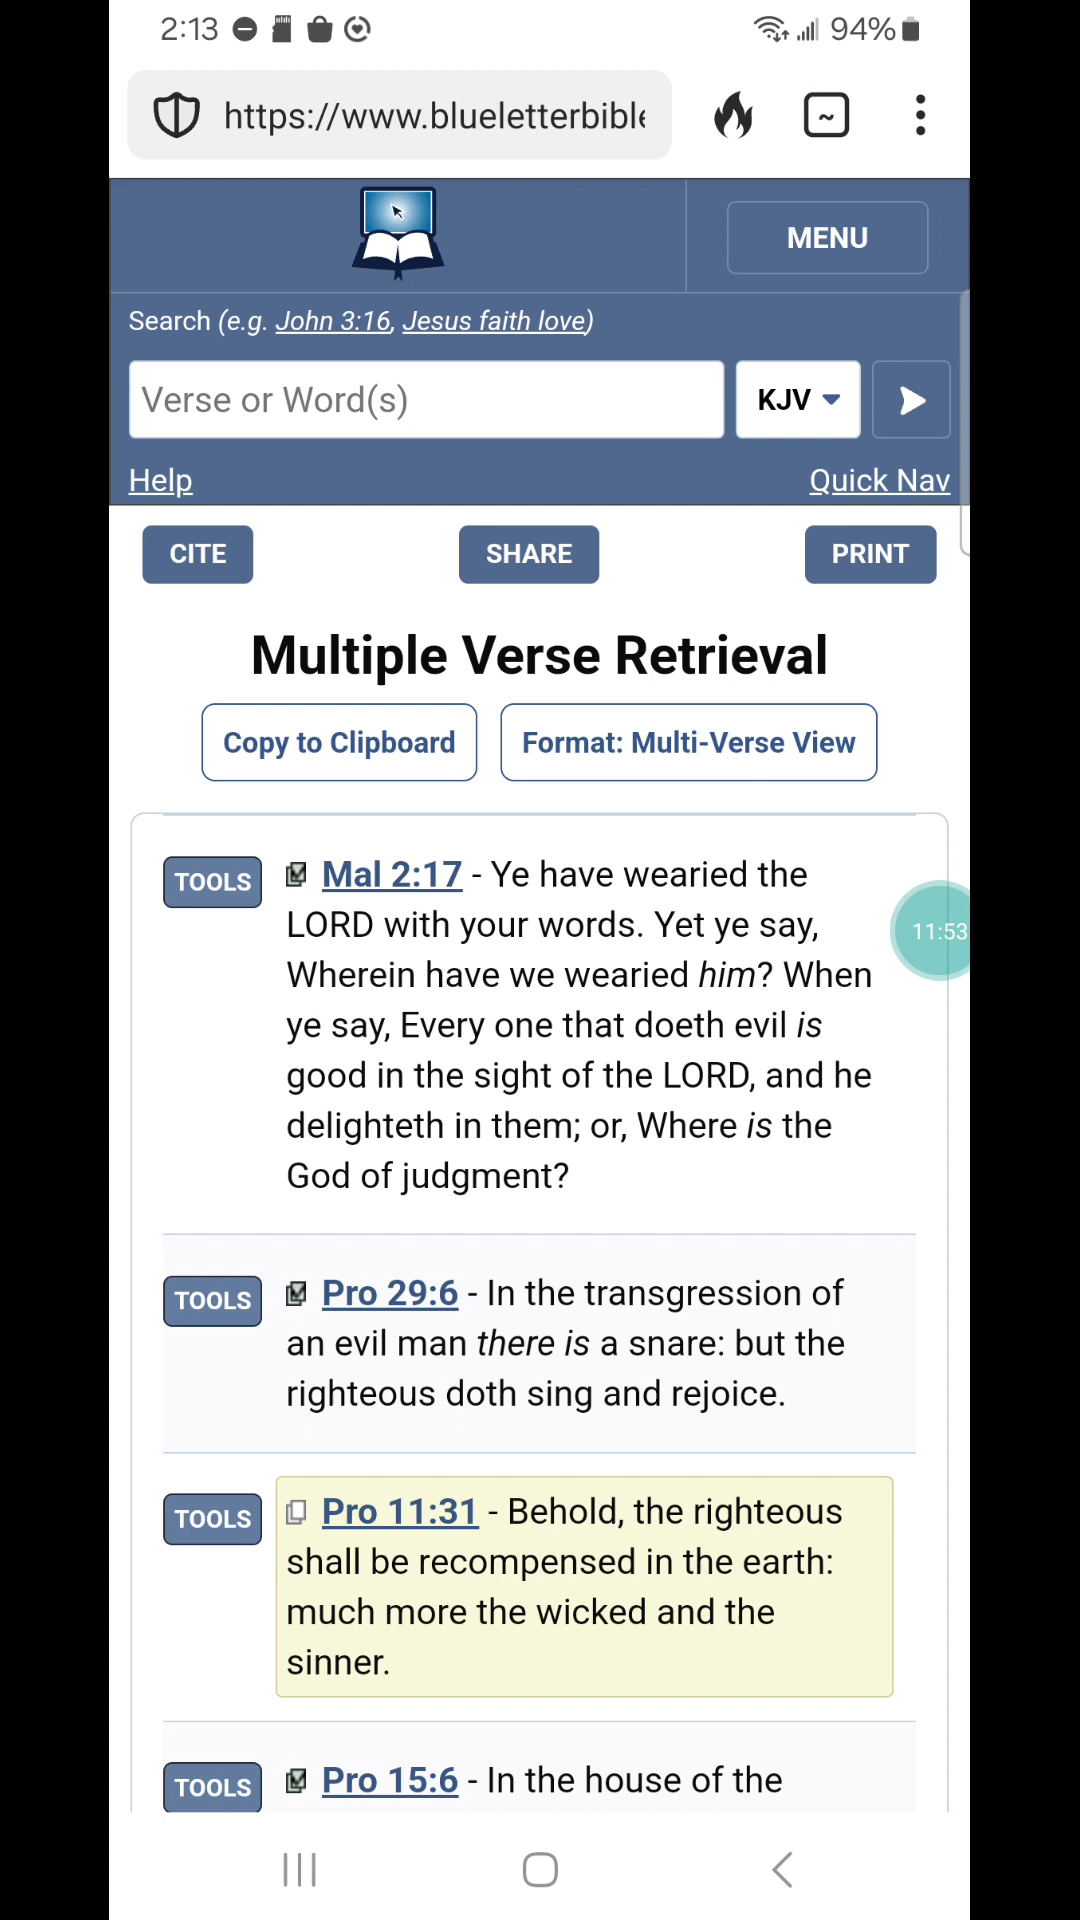 2:13 94%
https://www.blueletterbible
MENU
Search (e.g. John 3:16, Jesus faith love)
Verse or Word(s) KJV
Help Quick Nav
CITE SHARE PRINT
Multiple Verse Retrieval
Copy to Clipboard Format: Multi-Verse View
TOOLS Mal 2:17 - Ye have wearied the
LORD with your words. Yet ye say,
Wherein have we wearied him? When
ye say, Every one that doeth evil is
good in the sight of the LORD, and he
delighteth in them; or, Where is the
God of judgment?
11:53
TOOLS Pro 29:6 - In the transgression of
an evil man there is a snare: but the
righteous doth sing and rejoice.
TOOLS Pro 11:31 - Behold, the righteous
shall be recompensed in the earth:
much more the wicked and the
sinner.
TOOLS Pro 15:6 - In the house of the